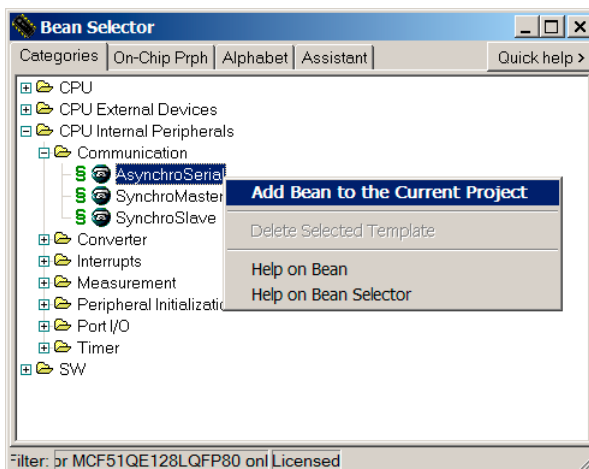 Bean Selector
Categories On-Chip Prph Alphabet Assistant Quick help >
CPU
CPU External Devices
CPU Internal Peripherals
Communication
AsynchroSerial
Add Bean to the Current Project
SynchroMaster
SynchroSlave
Delete Selected Template
Converter
Interrupts
Help on Bean
Measurement
Help on Bean Selector
Peripheral Initializatio
Port I/O
Timer
SW
Filter: or MCF51QE128LQFP80 onl Licensed